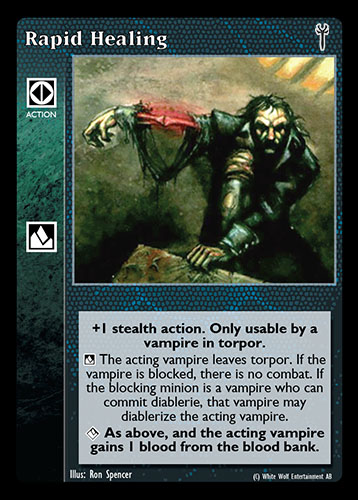 Rapid Healing
ACTION
+1 stealth action. Only usable by a
vampire in torpor.
The acting vampire leaves torpor. If the
vampire is blocked, there is no combat. If
the blocking minion is a vampire who can
commit diablerie, that vampire may
diablerize the acting vampire.
As above, and the acting vampire
gains 1 blood from the blood bank.
Illus: Ron Spencer
(C) White Wolf Entertainment AB